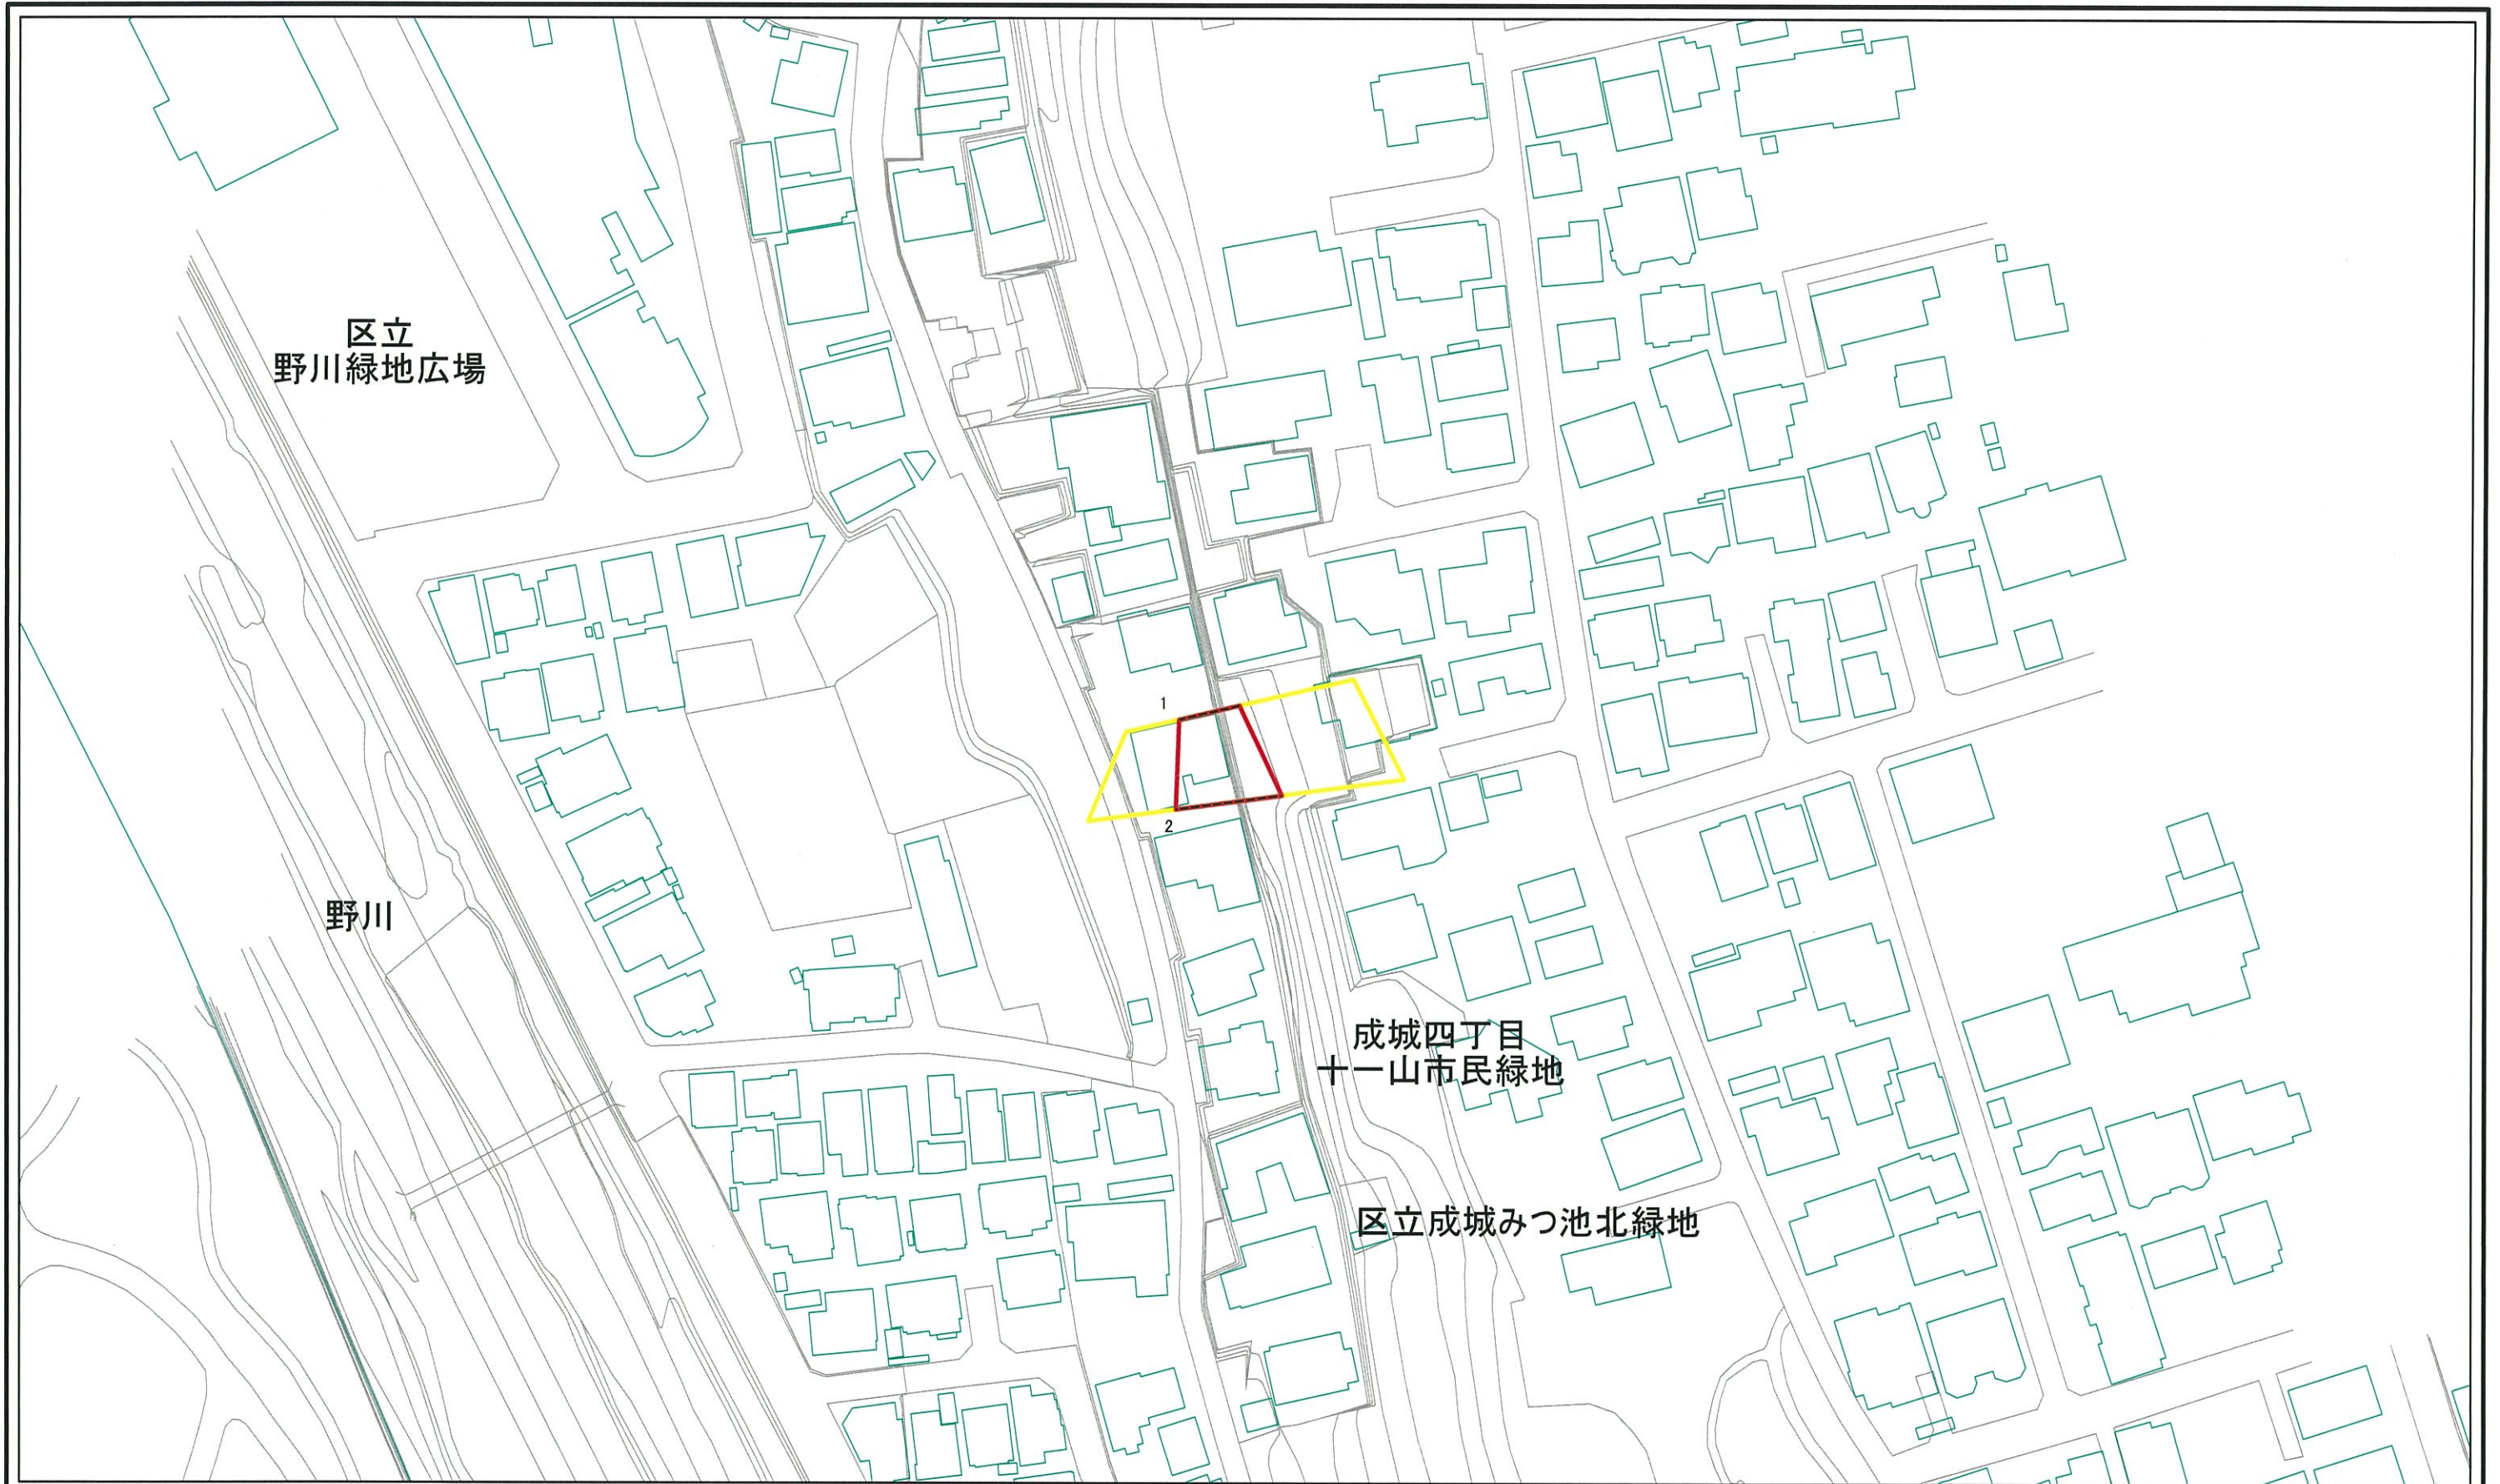 区立
野川緑地広場
1
2
野川
成城四丁目
十一山市民緑地
区立成城みつ池北緑地